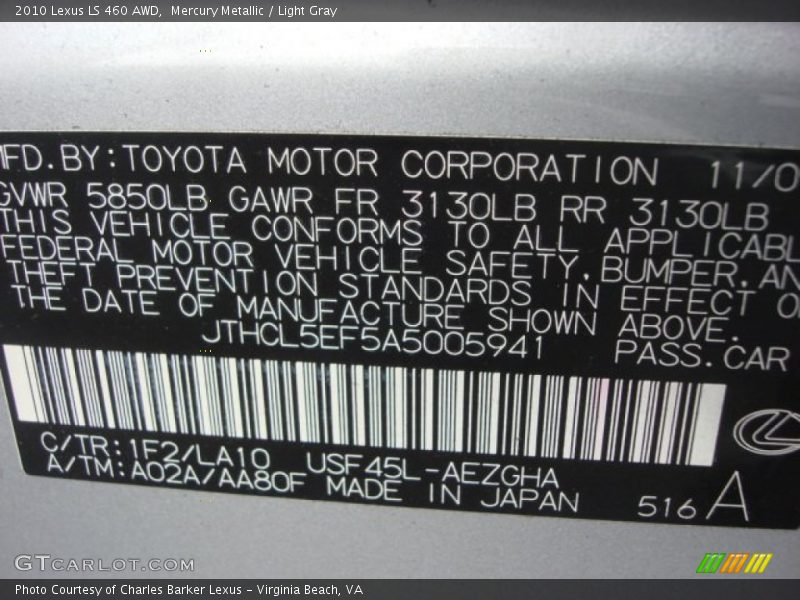 2010 Lexus LS 460 AWD,  Mercury Metallic / Light Gray
MFD.BY:TOYOTA MOTOR CORPORATION 11/0
GVWR 5850LB GAWR FR 3130LB RR 3130LB
THIS VEHICLE CONFORMS TO ALL APPLICABL
FEDERAL MOTOR VEHICLE SAFETY,BUMPER,AN
THEFT PREVENTION STANDARDS IN EFFECT O
THE DATE OF MANUFACTURE SHOWN ABOVE.
JTHCL5EF5A5005941 PASS.CAR
C/TR:1F2/LA10 USF45L-AEZGHA
A/TM:A02A/AA80F MADE IN JAPAN 516A
GTCARLOT.COM
Photo Courtesy of Charles Barker Lexus - Virginia Beach, VA